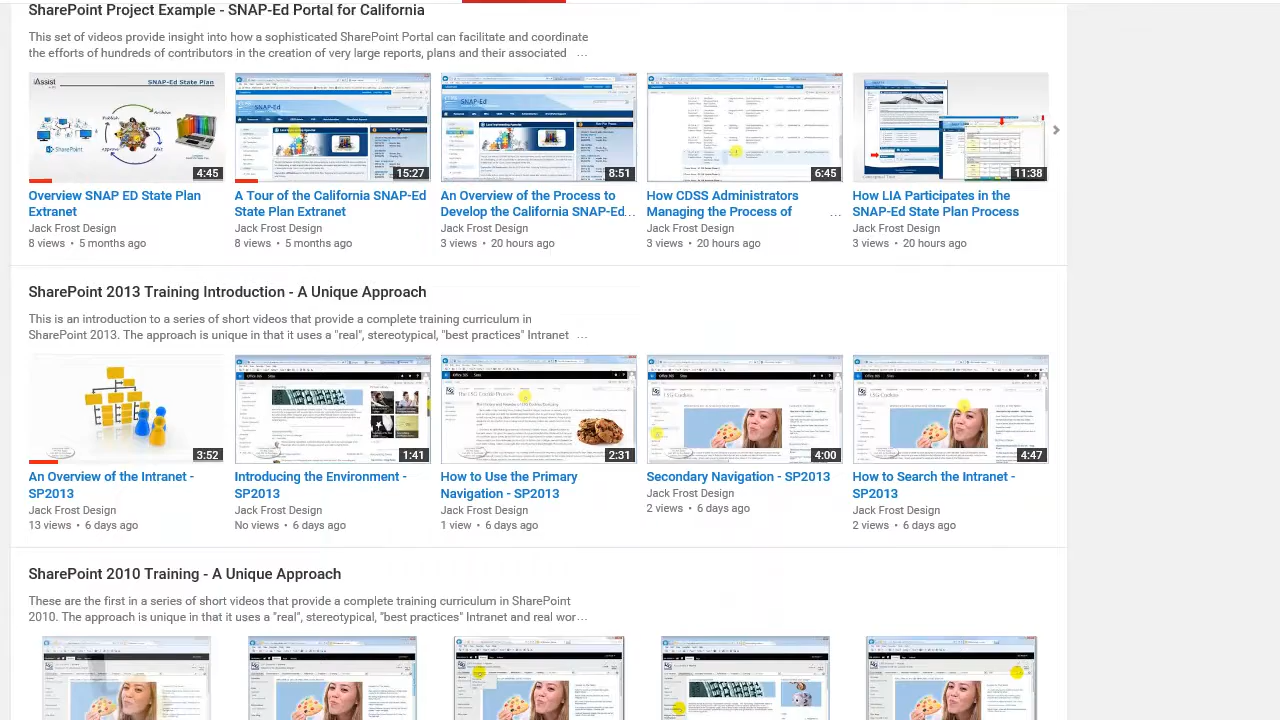 SharePoint Project Example - SNAP-Ed Portal for California
This set of videos provide insight into how a sophisticated SharePoint Portal can facilitate and coordinate
the efforts of hundreds of contributors in the creation of very large reports, plans and their associated ...
iAssist SNAP-Ed State Plan
SNAP-Ed
SNAP-Ed
15:27
8:51
6:45
11:38
Overview SNAP ED State Plan
Extranet
Jack Frost Design
8 views • 5 months ago
A Tour of the California SNAP-Ed
State Plan Extranet
Jack Frost Design
8 views • 5 months ago
An Overview of the Process to
Develop the California SNAP-Ed...
Jack Frost Design
3 views • 20 hours ago
How CDSS Administrators
Managing the Process of ...
Jack Frost Design
3 views • 20 hours ago
How LIA Participates in the
SNAP-Ed State Plan Process
Jack Frost Design
3 views • 20 hours ago
SharePoint 2013 Training Introduction - A Unique Approach
This is an introduction to a series of short videos that provide a complete training curriculum in
SharePoint 2013. The approach is unique in that it uses a "real", stereotypical, "best practices" Intranet ...
3:52
1:41
2:31
4:00
4:47
An Overview of the Intranet -
SP2013
Jack Frost Design
13 views • 6 days ago
Introducing the Environment -
SP2013
Jack Frost Design
No views • 6 days ago
How to Use the Primary
Navigation - SP2013
Jack Frost Design
1 view • 6 days ago
Secondary Navigation - SP2013
Jack Frost Design
2 views • 6 days ago
How to Search the Intranet -
SP2013
Jack Frost Design
2 views • 6 days ago
SharePoint 2010 Training - A Unique Approach
These are the first in a series of short videos that provide a complete training curriculum in SharePoint
2010. The approach is unique in that it uses a "real", stereotypical, "best practices" Intranet and real wor...